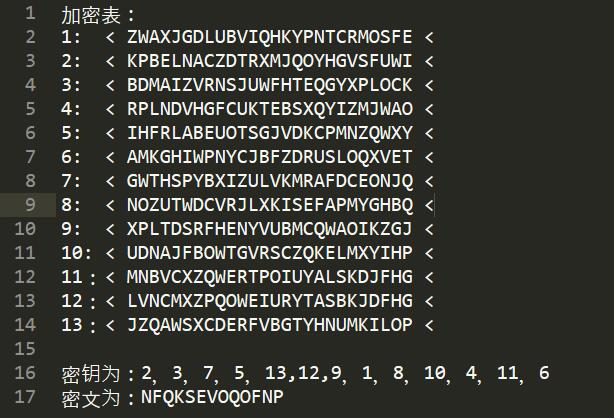 1 加密表：
2 1: < ZWAXJGDLUBVIQHKYPNTCRMOSFE <
3 2: < KPBELNACZDTRXMJQOYHGVSFUWI <
4 3: < BDMAIZVRNSJUWFHTEQGYXPLOCK <
5 4: < RPLNDVHGFCUKTEBSXQYIZMJWAO <
6 5: < IHFRLABEUOTSGJVDKCPMNZQWXY <
7 6: < AMKGHIWPNYCJBFZDRUSLOQXVET <
8 7: < GWTHSPYBXIZULVKMRAFDCEONJQ <
9 8: < NOZUTWDCVRJLXKISEFAPMYGHBQ <
10 9: < XPLTDSRFHENYVUBMCQWAOIKZGJ <
11 10: < UDNAJFBOWTGVRSCZQKELMXYIHP <
12 11：< MNBVCXZQWERTPOIUYALSKDJFHG <
13 12：< LVNCMXZPQOWEIURYTASBKJDFHG <
14 13：< JZQAWSXCDERFVBGTYHNUMKILOP <
15
16 密钥为：2, 3, 7, 5, 13,12,9, 1, 8, 10, 4, 11, 6
17 密文为：NFQKSEVOQOFNP